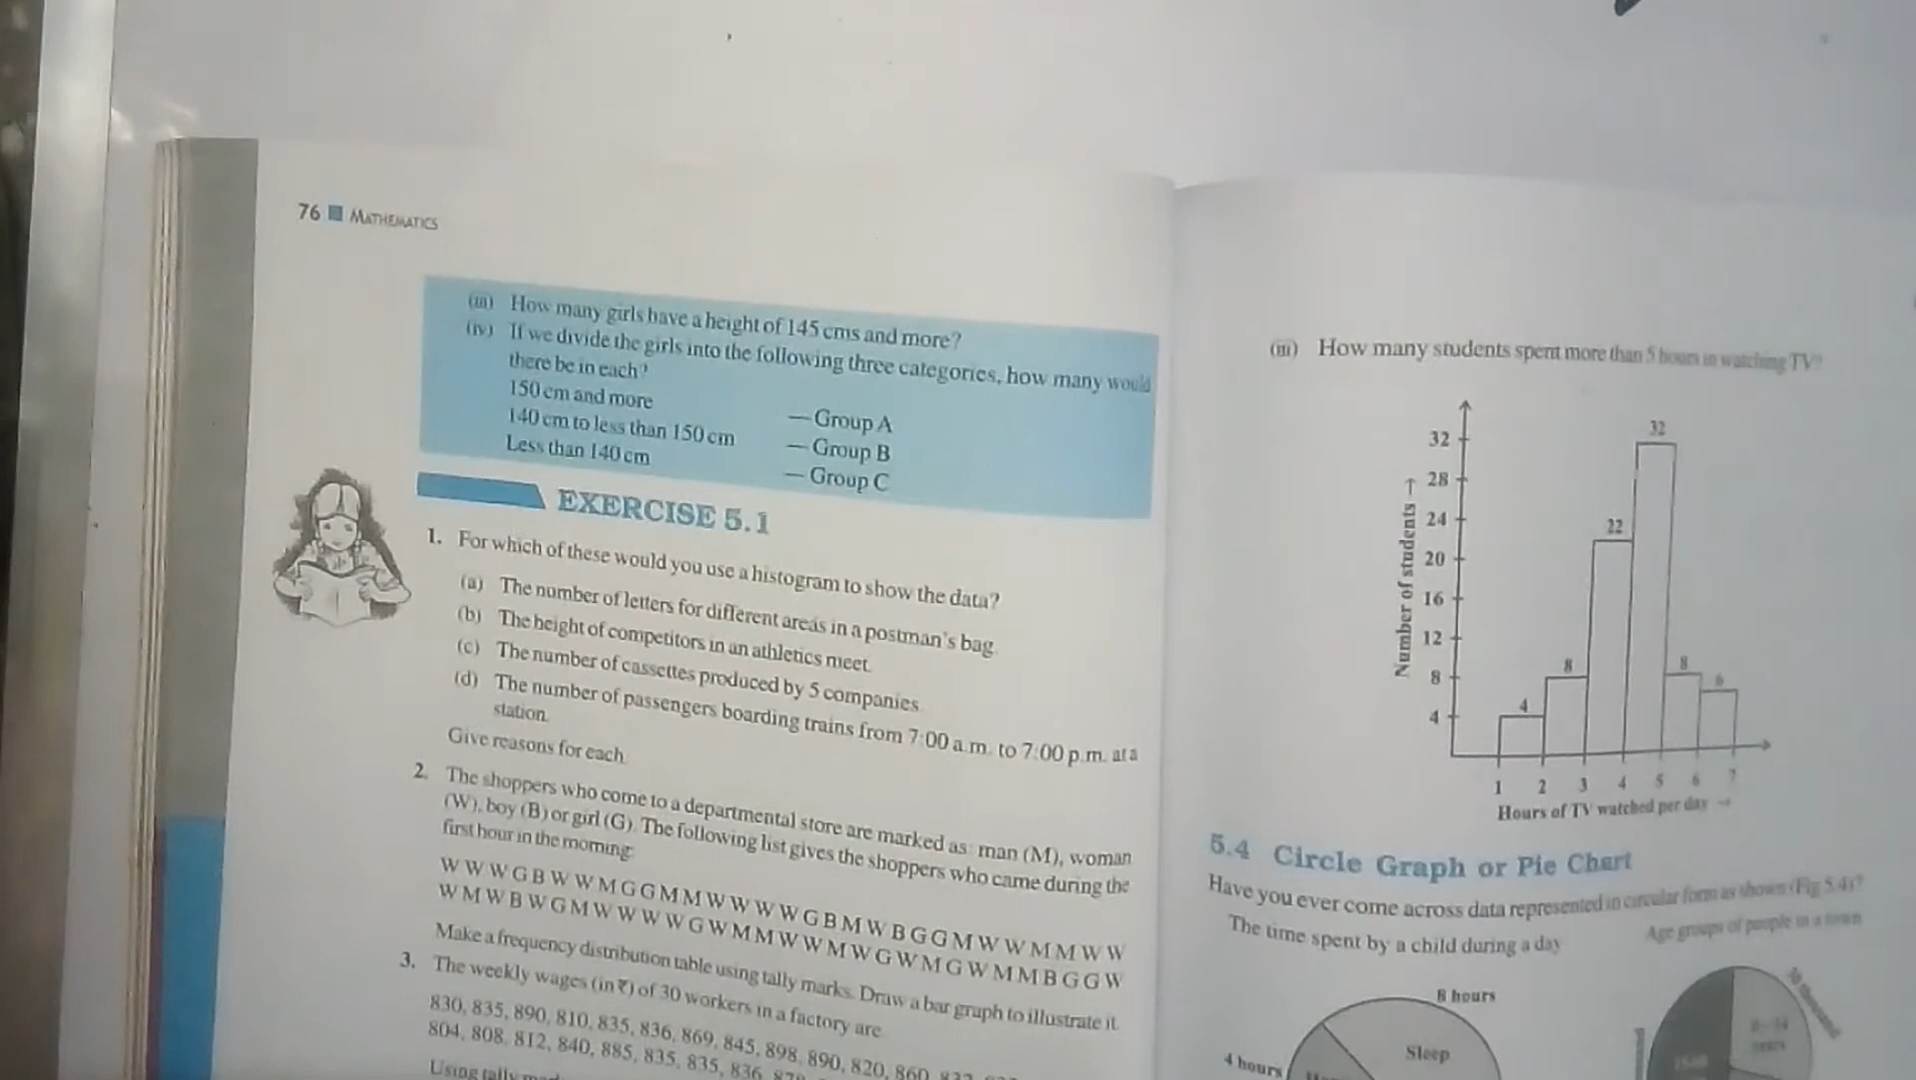 76 MATHEMATICS
(iii) How many girls have a height of 145 cms and more?
(iv) If we divide the girls into the following three categories, how many would
there be in each?
150 cm and more — Group A
140 cm to less than 150 cm — Group B
Less than 140 cm — Group C
EXERCISE 5.1
1. For which of these would you use a histogram to show the data?
(a) The number of letters for different areas in a postman's bag.
(b) The height of competitors in an athletics meet.
(c) The number of cassettes produced by 5 companies.
(d) The number of passengers boarding trains from 7:00 a.m. to 7:00 p.m. at a
station.
Give reasons for each.
2. The shoppers who come to a departmental store are marked as: man (M), woman
(W), boy (B) or girl (G). The following list gives the shoppers who came during the
first hour in the morning:
W W W G B W W M G G M M W W W W G B M W B G G M W W M M W W
W M W B W G M W W W W G W M M W W M W G W M G W M M B G G W
Make a frequency distribution table using tally marks. Draw a bar graph to illustrate it.
3. The weekly wages (in ₹) of 30 workers in a factory are
830, 835, 890, 810, 835, 836, 869, 845, 898, 890, 820, 860,
804, 808, 812, 840, 885, 835, 835, 836,
Using tally
(iii) How many students spent more than 5 hours in watching TV?
32
28
24
20
16
12
8
4
Number of students →
4
8
22
32
8
6
1 2 3 4 5 6 7
Hours of TV watched per day →
5.4 Circle Graph or Pie Chart
Have you ever come across data represented in circular form as shown (Fig 5.4)?
The time spent by a child during a day
Age groups of people in a town
8 hours
Sleep
4 hours